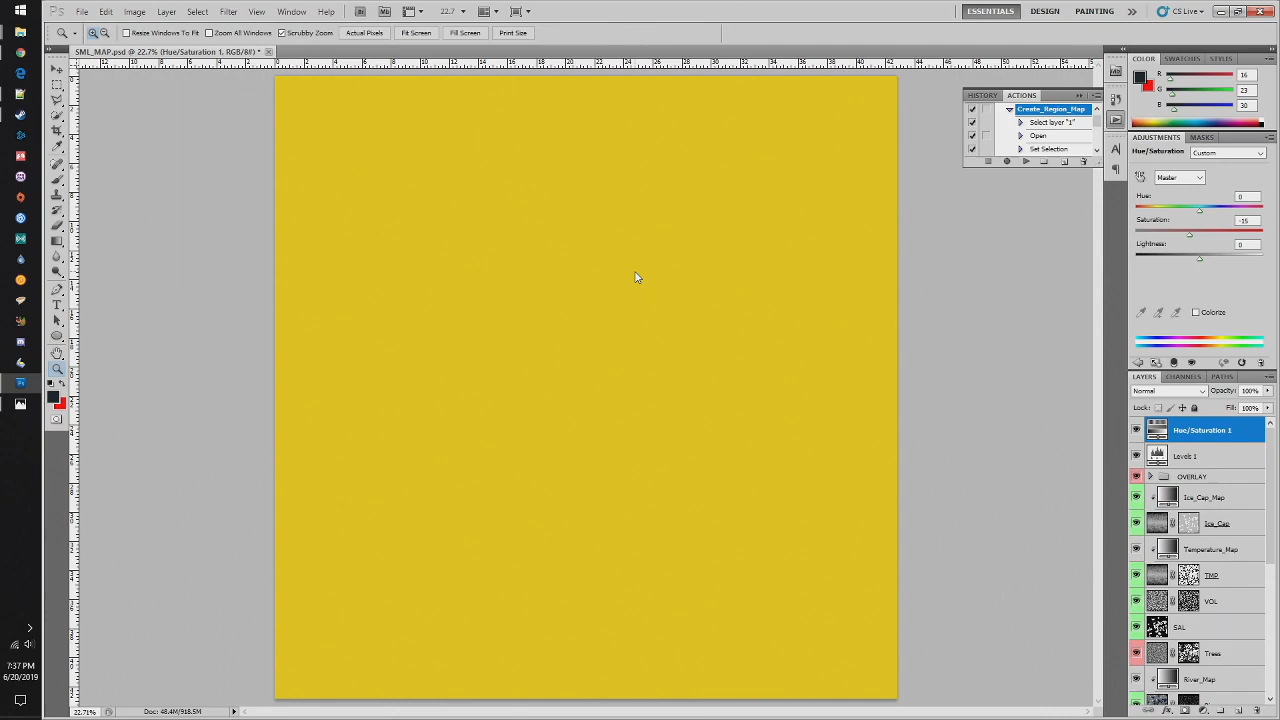 Ps File Edit Image Layer Select Filter View Window Help Br Mb 22.7 ESSENTIALS DESIGN PAINTING CS Live
Resize Windows To Fit Zoom All Windows Scrubby Zoom Actual Pixels Fit Screen Fill Screen Print Size
SML_MAP.psd @ 22.7% (Hue/Saturation 1, RGB/8#) *
COLOR SWATCHES STYLES
R 16
G 23
B 30
HISTORY ACTIONS
Create_Region_Map
Select layer "1"
Open
Set Selection
ADJUSTMENTS MASKS
Hue/Saturation Custom
Master
Hue: 0
Saturation: -15
Lightness: 0
Colorize
LAYERS CHANNELS PATHS
Normal Opacity: 100%
Lock: Fill: 100%
Hue/Saturation 1
Levels 1
OVERLAY
Ice_Cap_Map
Ice_Cap
Temperature_Map
TMP
VOL
SAL
Trees
River_Map
7:37 PM
6/20/2019
22.71% Doc: 48.4M/918.5M